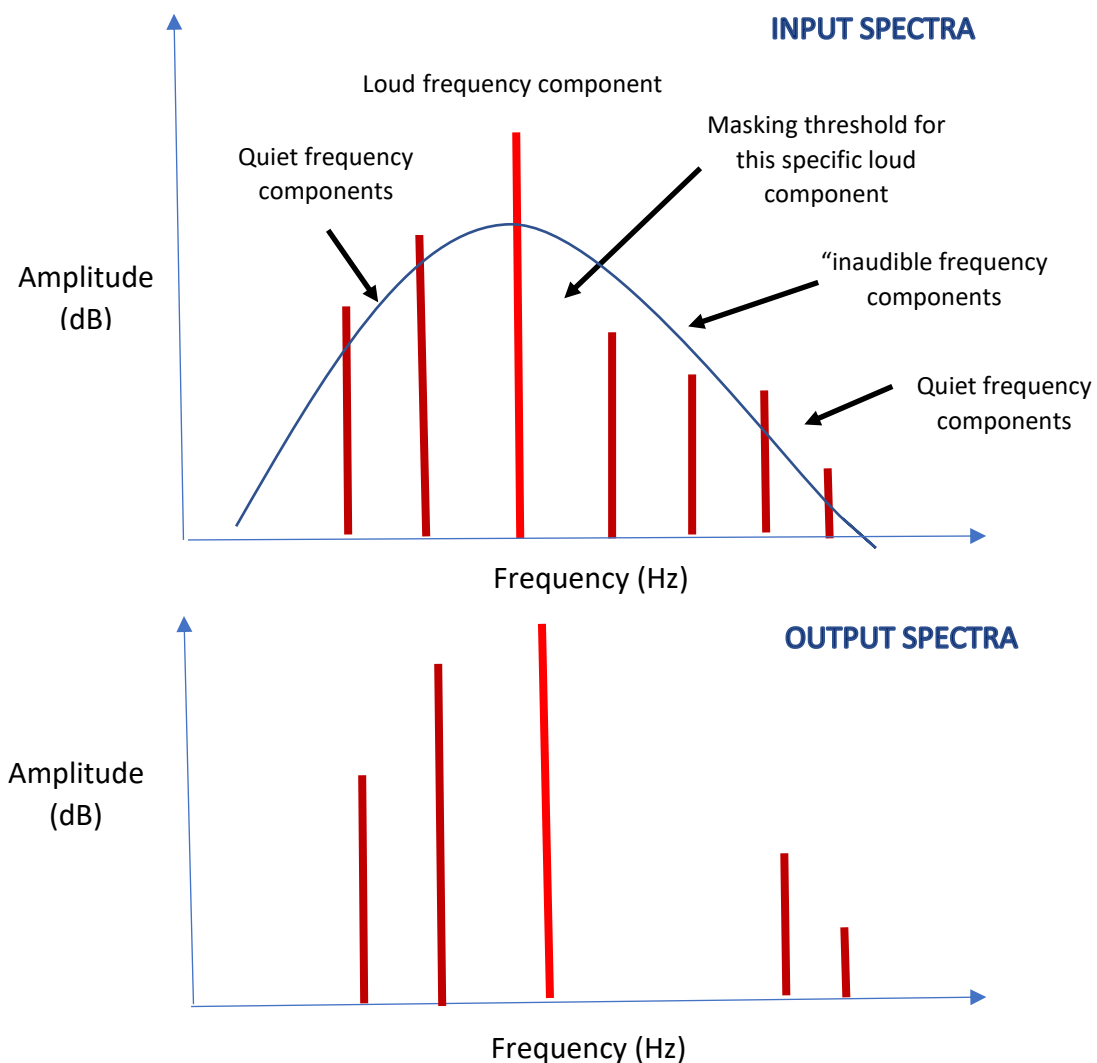 INPUT SPECTRA
Loud frequency component
Masking threshold for
this specific loud
component
Quiet frequency
components
Amplitude
(dB)
“inaudible frequency
components
Quiet frequency
components
Frequency (Hz)
OUTPUT SPECTRA
Amplitude
(dB)
Frequency (Hz)